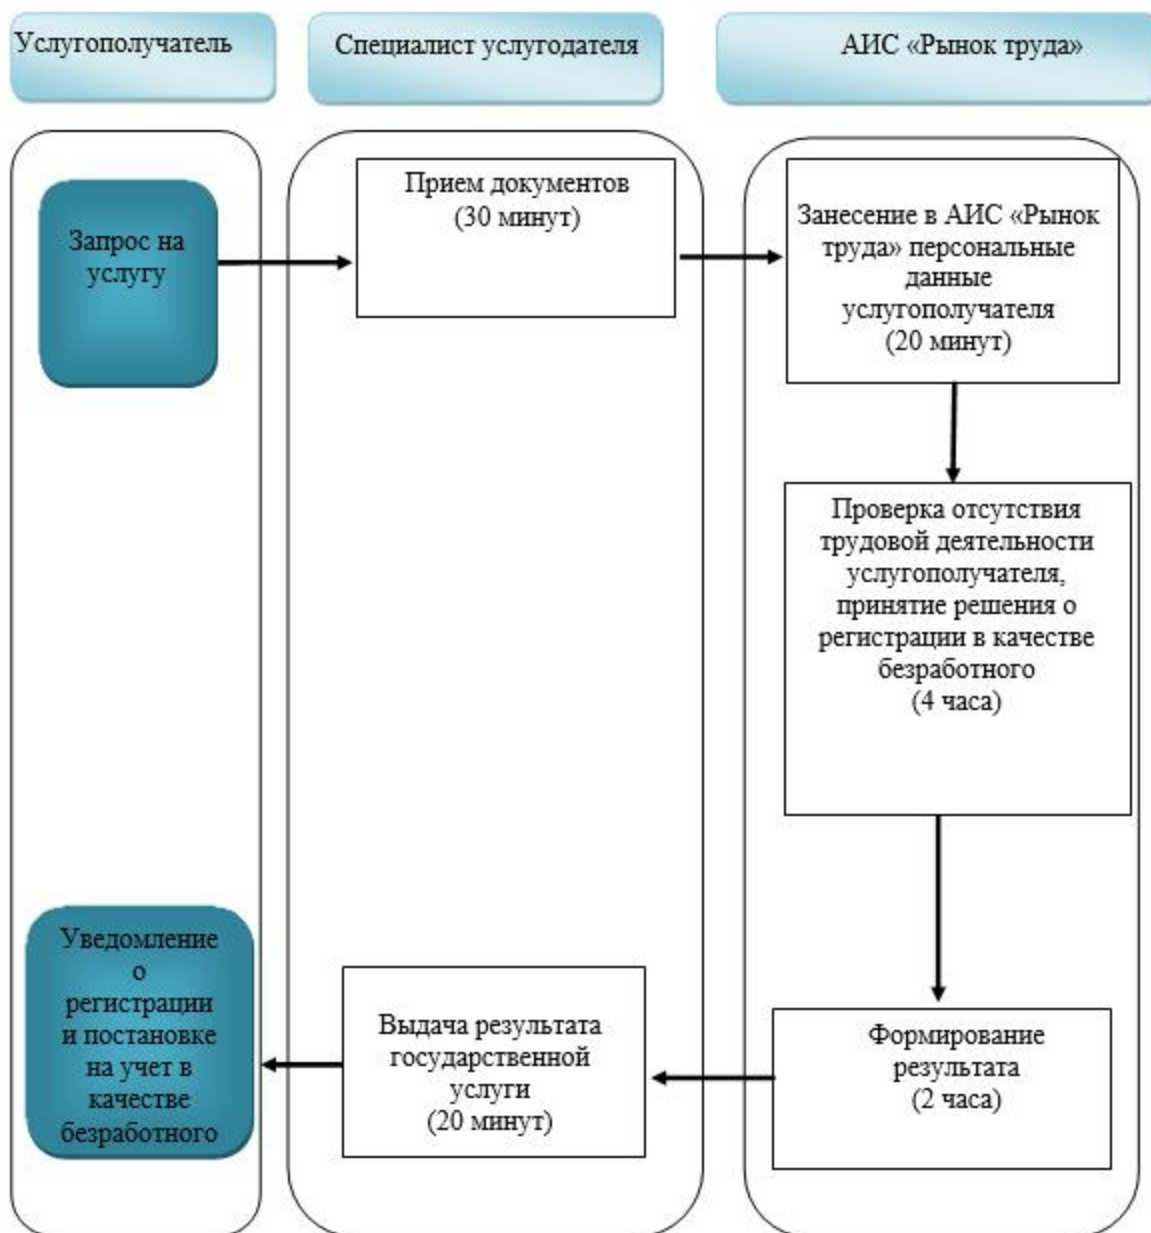 Услугополучатель
Специалист услугодателя
АИС «Рынок труда»
Запрос на
услугу
Прием документов
(30 минут)
Занесение в АИС «Рынок
труда» персональные
данные
услугополучателя
(20 минут)
Проверка отсутствия
трудовой деятельности
услугополучателя,
принятие решения о
регистрации в качестве
безработного
(4 часа)
Формирование
результата
(2 часа)
Выдача результата
государственной
услуги
(20 минут)
Уведомление
о
регистрации
и постановке
на учет в
качестве
безработного